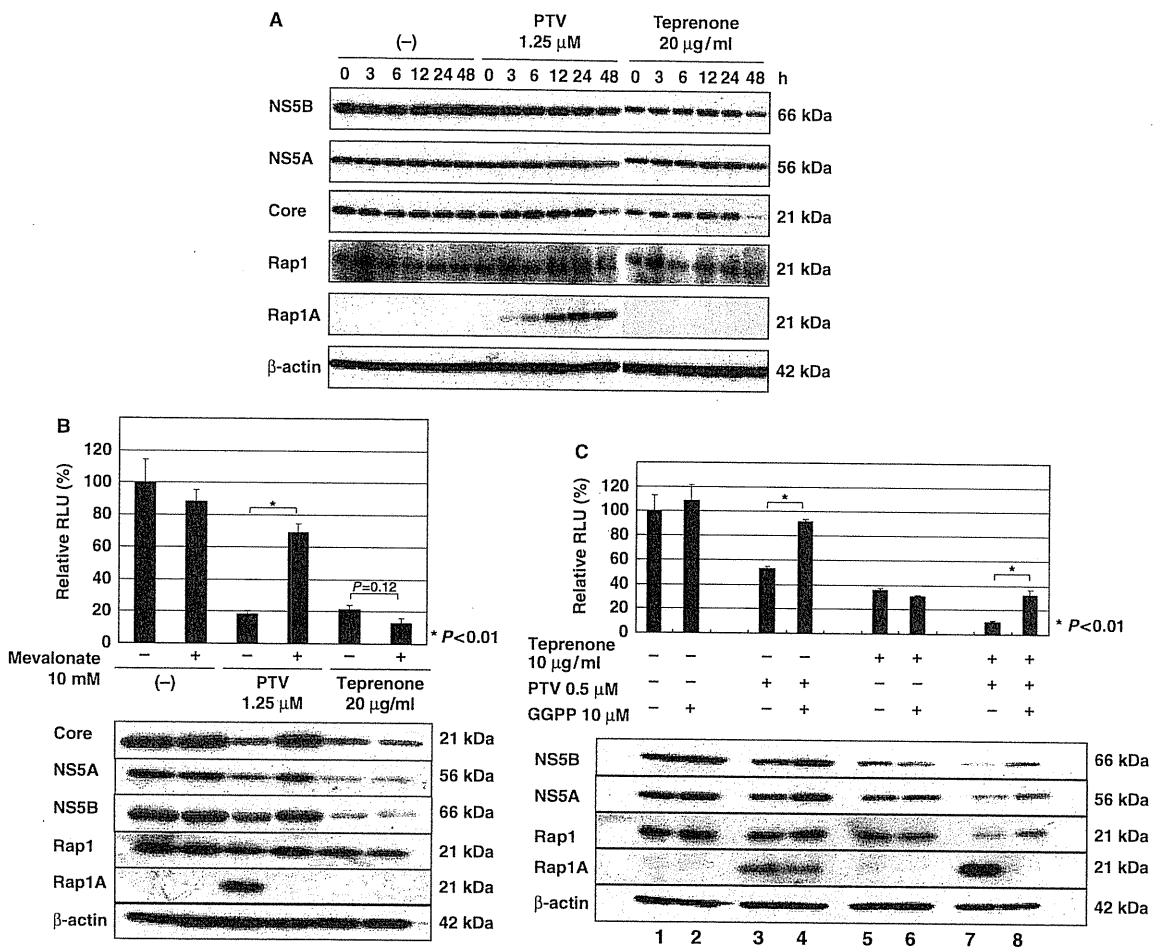 A
(–) PTV 1.25 µM Teprenone 20 µg/ml
0 3 6 12 24 48 0 3 6 12 24 48 0 3 6 12 24 48 h
NS5B 66 kDa
NS5A 56 kDa
Core 21 kDa
Rap1 21 kDa
Rap1A 21 kDa
β-actin 42 kDa
B
Relative RLU (%)
120
100
80
60
40
20
0
*
P=0.12
* P<0.01
Mevalonate 10 mM – + – + – +
(–) PTV 1.25 µM Teprenone 20 µg/ml
Core 21 kDa
NS5A 56 kDa
NS5B 66 kDa
Rap1 21 kDa
Rap1A 21 kDa
β-actin 42 kDa
C
Relative RLU (%)
120
100
80
60
40
20
0
*
*
* P<0.01
Teprenone 10 µg/ml – – – – + + + +
PTV 0.5 µM – – + + – – + +
GGPP 10 µM – + – + – + – +
NS5B 66 kDa
NS5A 56 kDa
Rap1 21 kDa
Rap1A 21 kDa
β-actin 42 kDa
1 2 3 4 5 6 7 8